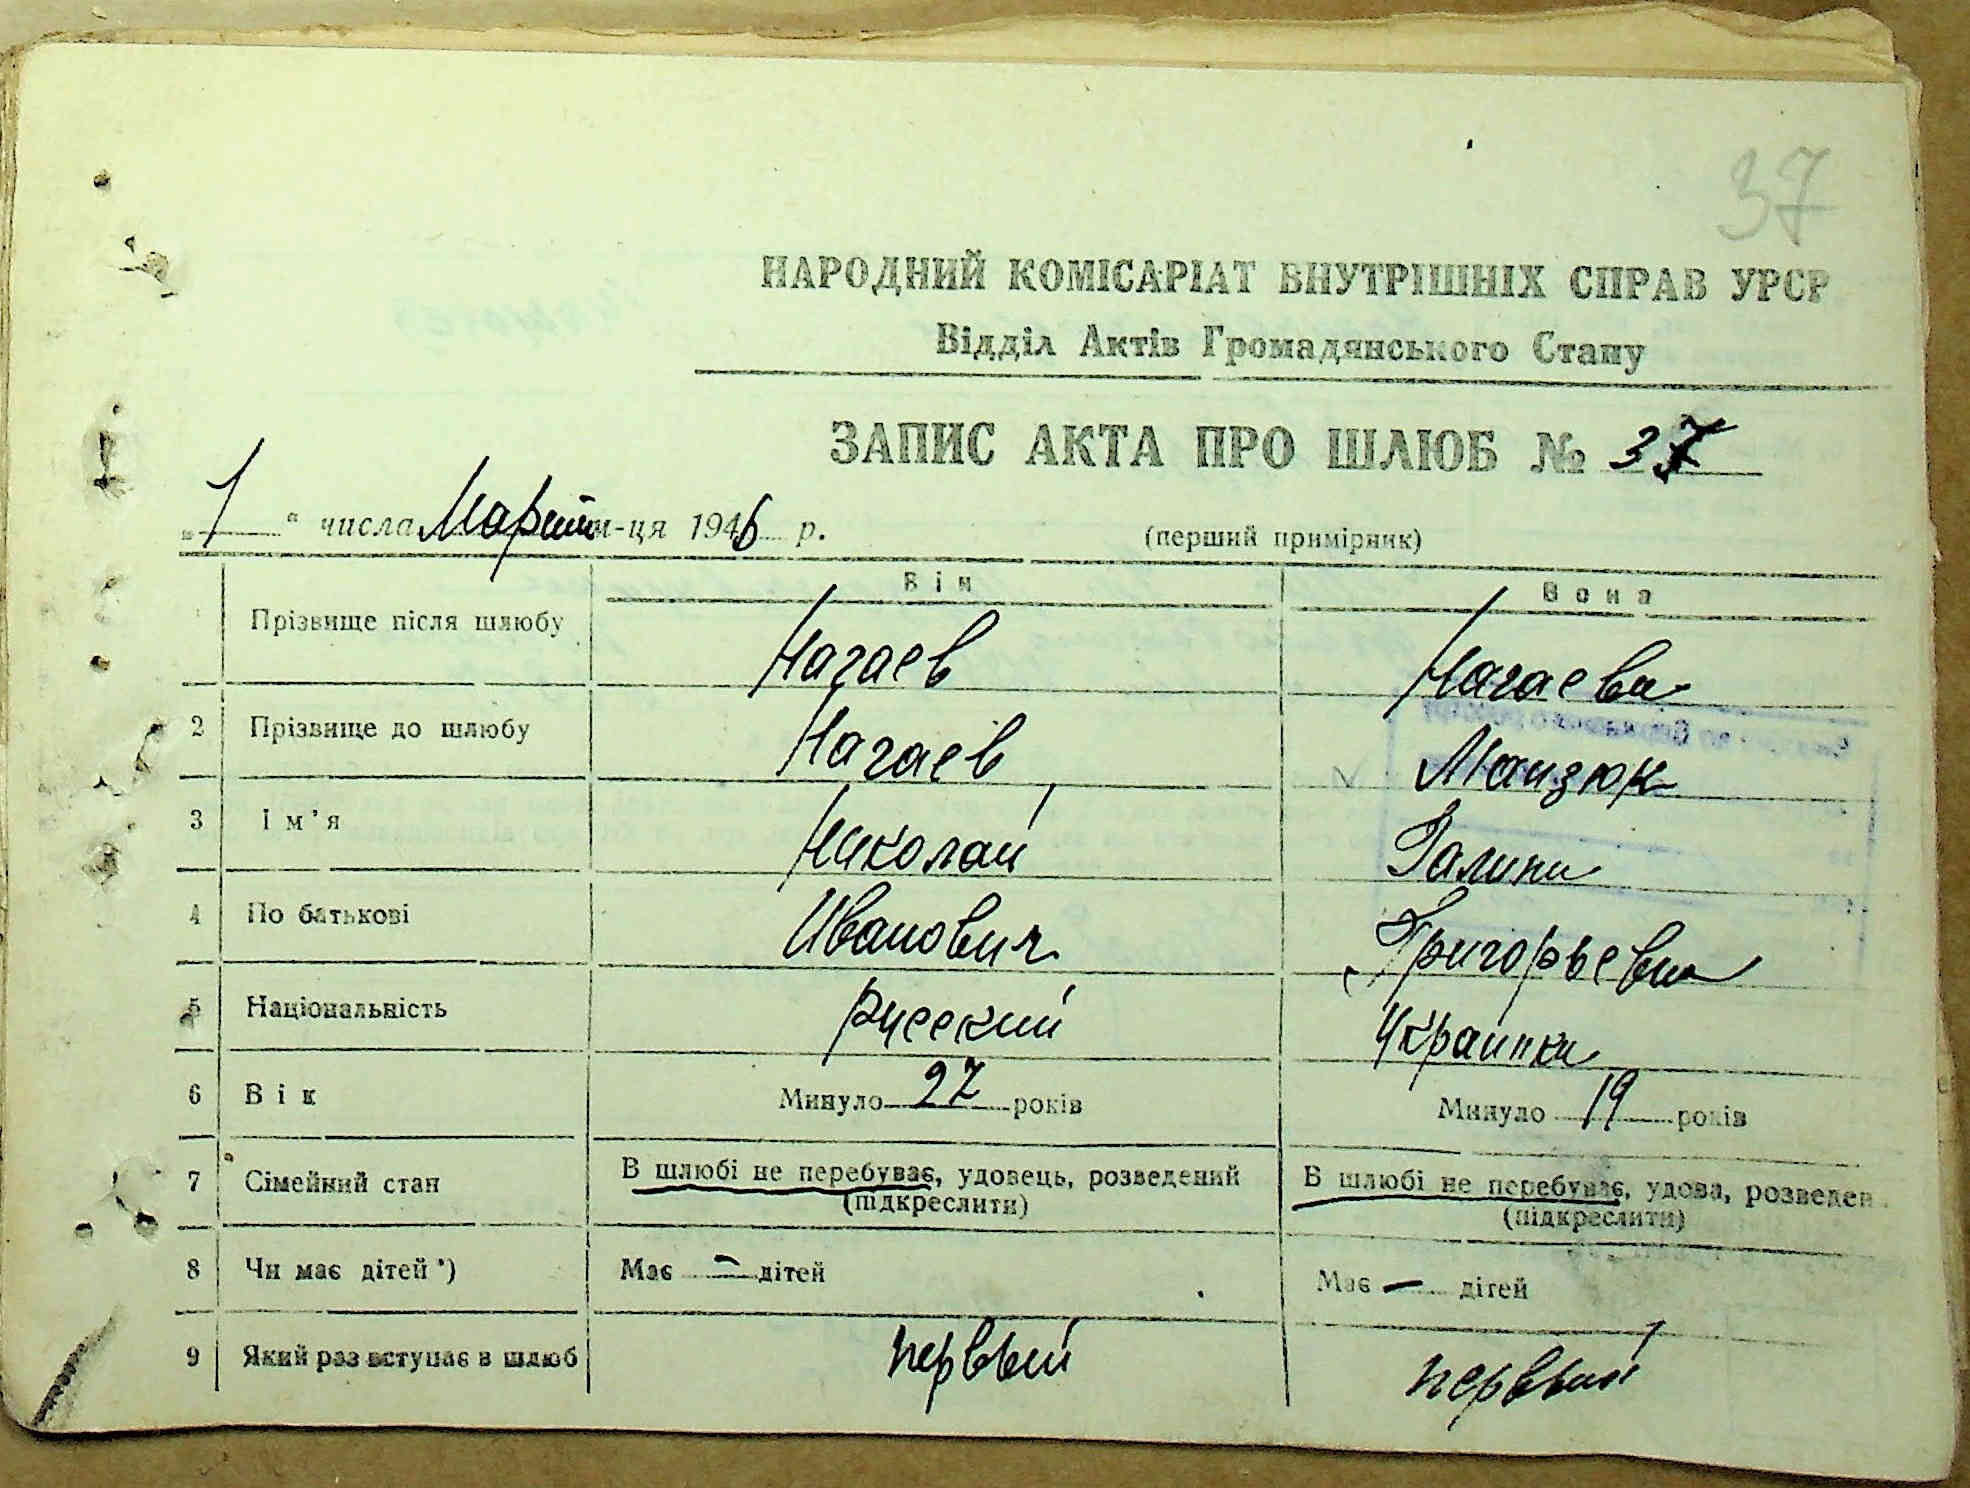 37
НАРОДНИЙ КОМІСАРІАТ ВНУТРІШНІХ СПРАВ УРСР
Відділ Актів Громадянського Стану
ЗАПИС АКТА ПРО ШЛЮБ № 37
„1“ числа Марта м-ця 1946 р. (перший примірник)
Він Вона
Прізвище після шлюбу Нагаев Нагаева
2 Прізвище до шлюбу Нагаев Манзюк
3 Ім'я Николай Галина
4 По батькові Иванович Григорьевна
5 Національність Русский Украинка
6 Вік Минуло 27 років Минуло 19 років
7 Сімейний стан В шлюбі не перебуває, удовець, розведений В шлюбі не перебуває, удова, розведен
(підкреслити) (підкреслити)
8 Чи має дітей*) Має — дітей Має — дітей
9 Який раз вступає в шлюб первый первый